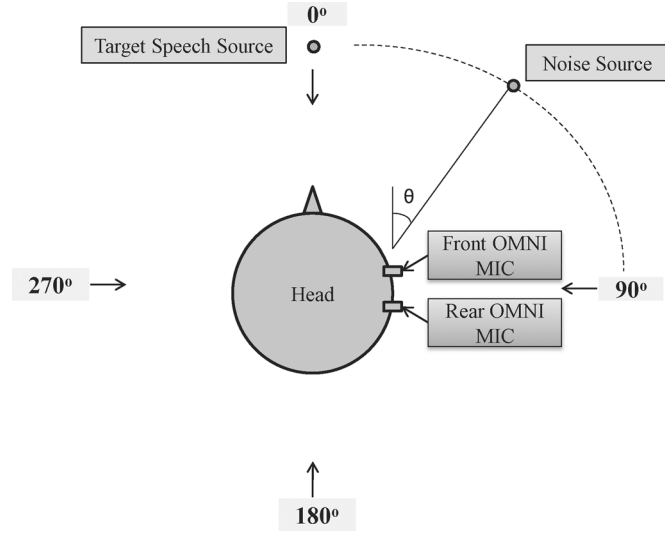 0º
Target Speech Source
Noise Source
θ
Front OMNI
MIC
270º
Head
90º
Rear OMNI
MIC
180º